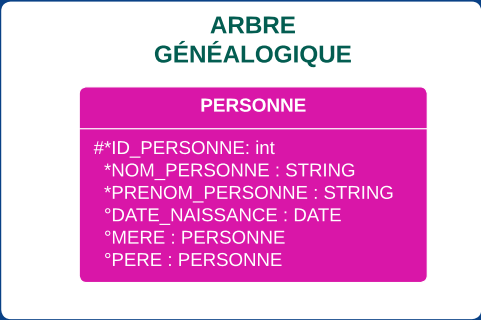 ARBRE
GÉNÉALOGIQUE
PERSONNE
#*ID_PERSONNE: int
*NOM_PERSONNE : STRING
*PRENOM_PERSONNE : STRING
°DATE_NAISSANCE : DATE
°MERE : PERSONNE
°PERE : PERSONNE